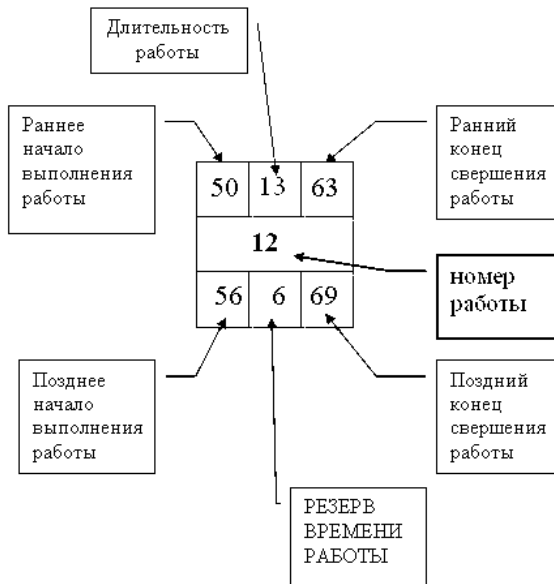 Длительность
работы
Раннее
начало
выполнения
работы
Ранний
конец
свершения
работы
50 13 63
12
56 6 69
номер
работы
Позднее
начало
выполнения
работы
Поздний
конец
свершения
работы
РЕЗЕРВ
ВРЕМЕНИ
РАБОТЫ